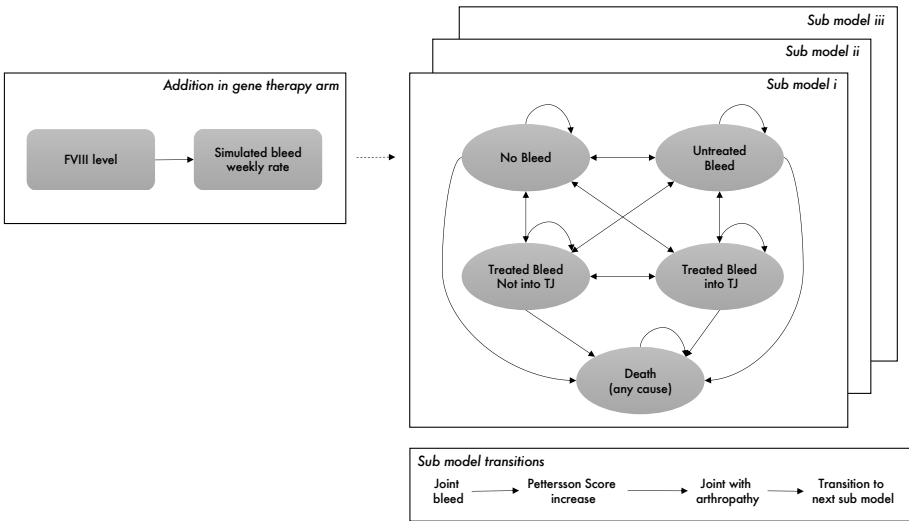 Sub model iii
Sub model ii
Sub model i
Addition in gene therapy arm
FVIII level
Simulated bleed
weekly rate
No Bleed
Untreated
Bleed
Treated Bleed
Not into TJ
Treated Bleed
into TJ
Death
(any cause)
Sub model transitions
Joint
bleed
Pettersson Score
increase
Joint with
arthropathy
Transition to
next sub model